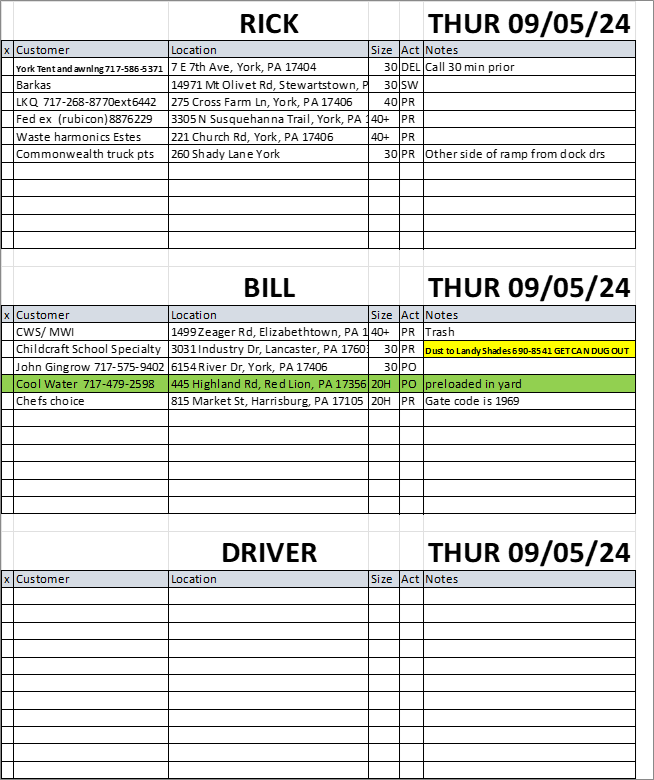 RICK THUR 09/05/24
x Customer Location Size Act Notes
York Tent and awning 717-586-5371 7 E 7th Ave, York, PA 17404 30 DEL Call 30 min prior
Barkas 14971 Mt Olivet Rd, Stewartstown, P 30 SW
LKQ 717-268-8770ext6442 275 Cross Farm Ln, York, PA 17406 40 PR
Fed ex (rubicon)8876229 3305 N Susquehanna Trail, York, PA 1 40+ PR
Waste harmonics Estes 221 Church Rd, York, PA 17406 40+ PR
Commonwealth truck pts 260 Shady Lane York 30 PR Other side of ramp from dock drs
BILL THUR 09/05/24
x Customer Location Size Act Notes
CWS/ MWI 1499 Zeager Rd, Elizabethtown, PA 1 40+ PR Trash
Childcraft School Specialty 3031 Industry Dr, Lancaster, PA 1760 30 PR Dust to Landy Shades 690-8541 GET CAN DUG OUT
John Gingrow 717-575-9402 6154 River Dr, York, PA 17406 30 PO
Cool Water 717-479-2598 445 Highland Rd, Red Lion, PA 17356 20H PO preloaded in yard
Chefs choice 815 Market St, Harrisburg, PA 17105 20H PR Gate code is 1969
DRIVER THUR 09/05/24
x Customer Location Size Act Notes